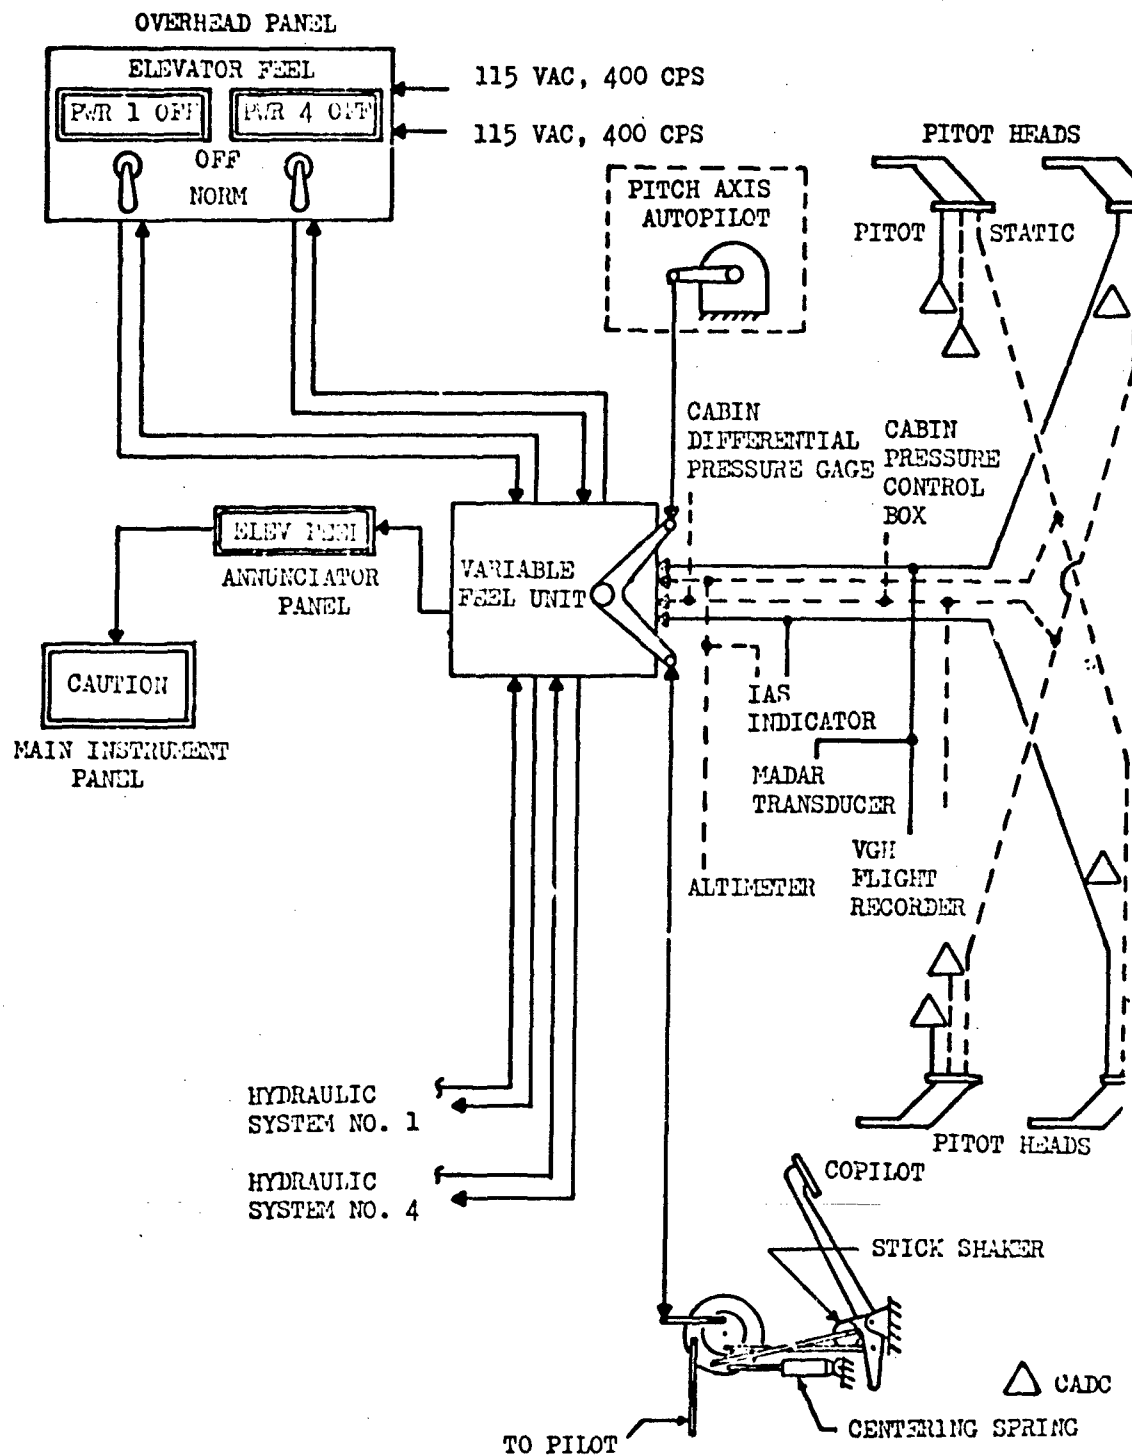 OVERHEAD PANEL
ELEVATOR FEEL
PWR 1 OFF
PWR 4 OFF
OFF
NORM
115 VAC, 400 CPS
115 VAC, 400 CPS
PITCH AXIS
AUTOPILOT
PITOT HEADS
PITOT
STATIC
CABIN
DIFFERENTIAL
PRESSURE GAGE
CABIN
PRESSURE
CONTROL
BOX
ELEV FEEL
ANNUNCIATOR
PANEL
VARIABLE
FEEL UNIT
CAUTION
MAIN INSTRUMENT
PANEL
IAS
INDICATOR
MADAR
TRANSDUCER
ALTIMETER
VGH
FLIGHT
RECORDER
HYDRAULIC
SYSTEM NO. 1
HYDRAULIC
SYSTEM NO. 4
PITOT HEADS
COPILOT
STICK SHAKER
CADC
CENTERING SPRING
TO PILOT